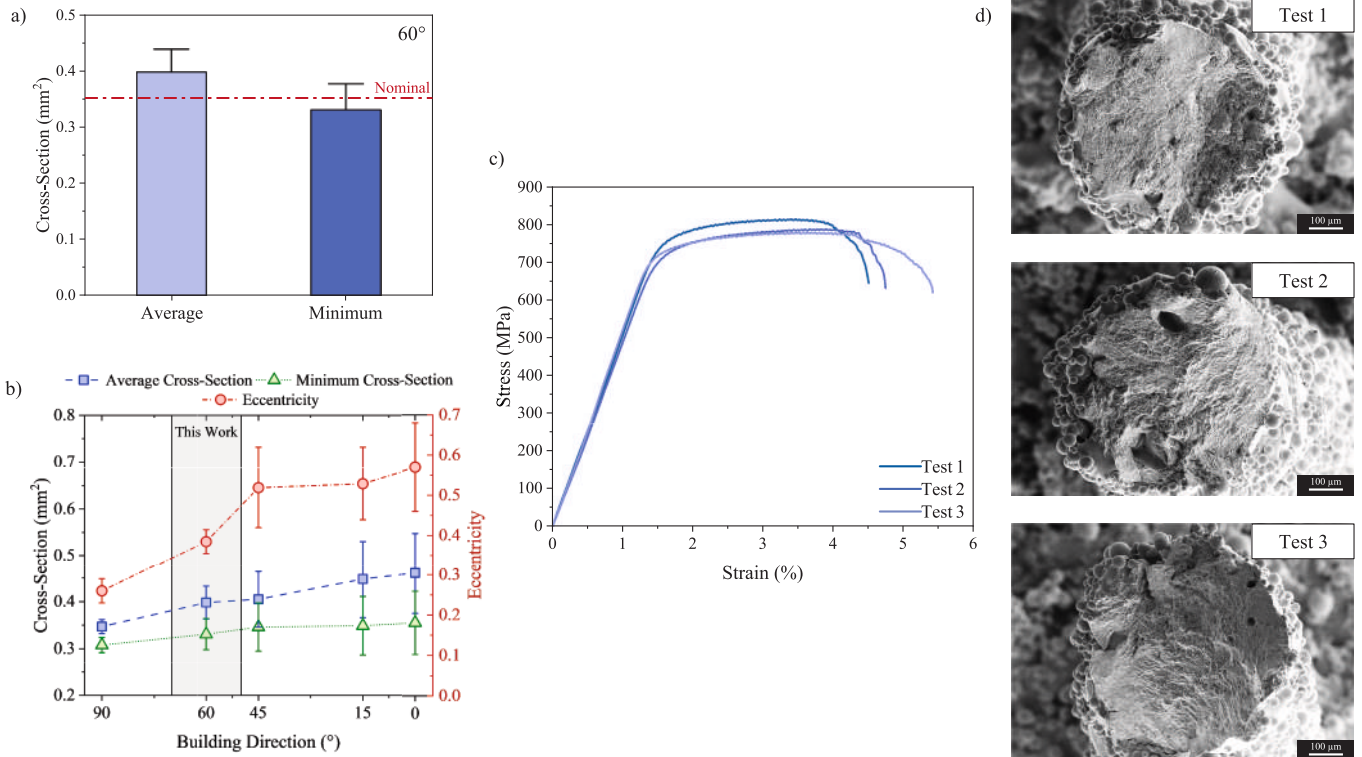 a)
0.5
0.4
0.3
0.2
0.1
0.0
Cross-Section (mm²)
60°
Nominal
Average
Minimum
b)
Average Cross-Section
Minimum Cross-Section
Eccentricity
0.8
0.7
0.6
0.5
0.4
0.3
0.2
Cross-Section (mm²)
This Work
0.7
0.6
0.5
0.4
0.3
0.2
0.1
0.0
Eccentricity
90
60
45
15
0
Building Direction (°)
c)
900
800
700
600
500
400
300
200
100
0
Stress (MPa)
Test 1
Test 2
Test 3
0
1
2
3
4
5
6
Strain (%)
d)
Test 1
100 µm
Test 2
100 µm
Test 3
100 µm